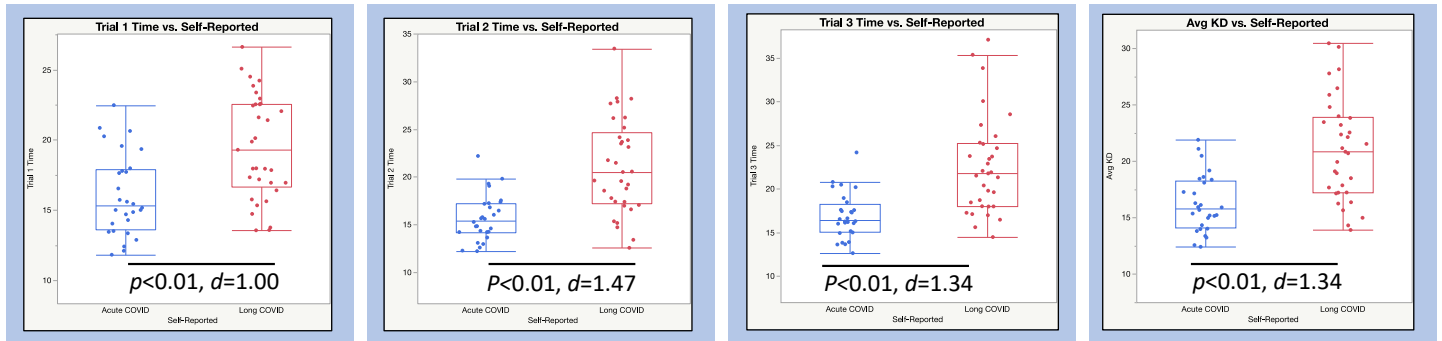 Trial 1 Time vs. Self-Reported
25
20
15
10
Trial 1 Time
p<0.01, d=1.00
Acute COVID
Long COVID
Self-Reported
Trial 2 Time vs. Self-Reported
35
30
25
20
15
10
Trial 2 Time
P<0.01, d=1.47
Acute COVID
Long COVID
Self-Reported
Trial 3 Time vs. Self-Reported
35
30
25
20
15
10
Trial 3 Time
P<0.01, d=1.34
Acute COVID
Long COVID
Self-Reported
Avg KD vs. Self-Reported
30
25
20
15
10
Avg KD
p<0.01, d=1.34
Acute COVID
Long COVID
Self-Reported